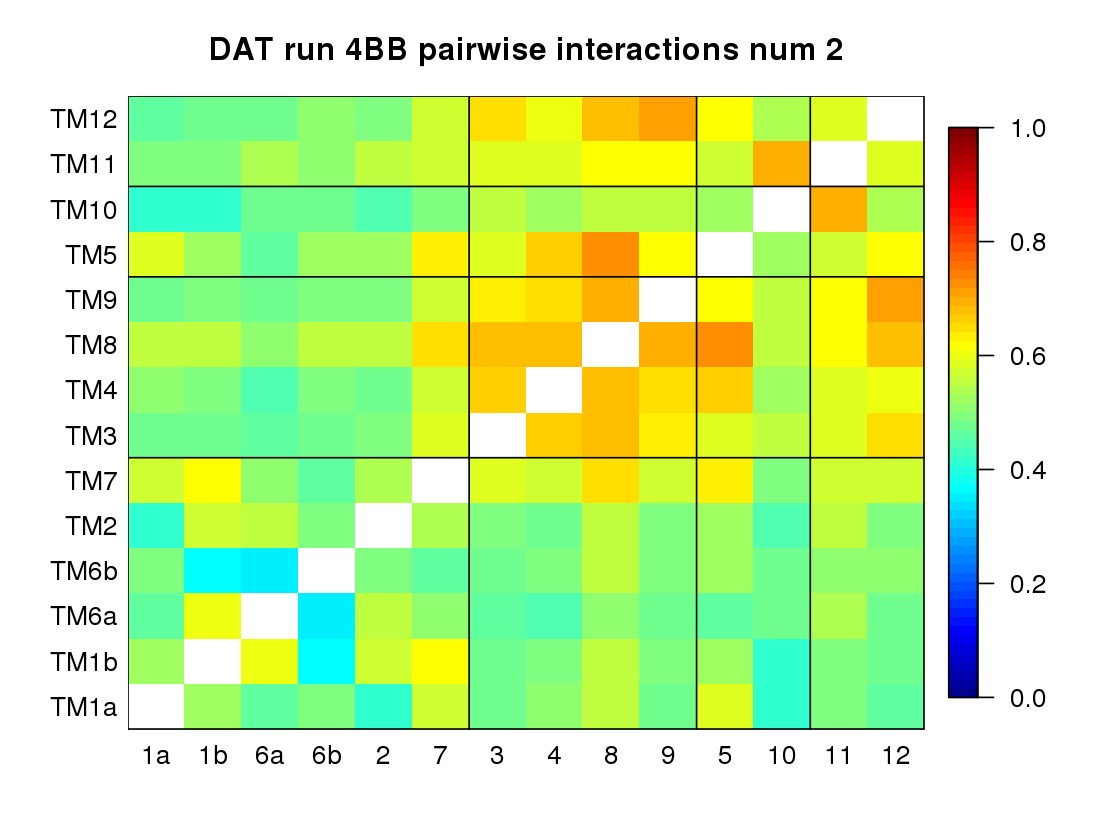 DAT run 4BB pairwise interactions num 2
TM12
TM11
TM10
TM5
TM9
TM8
TM4
TM3
TM7
TM2
TM6b
TM6a
TM1b
TM1a
1a 1b 6a 6b 2 7 3 4 8 9 5 10 11 12
1.0
0.8
0.6
0.4
0.2
0.0